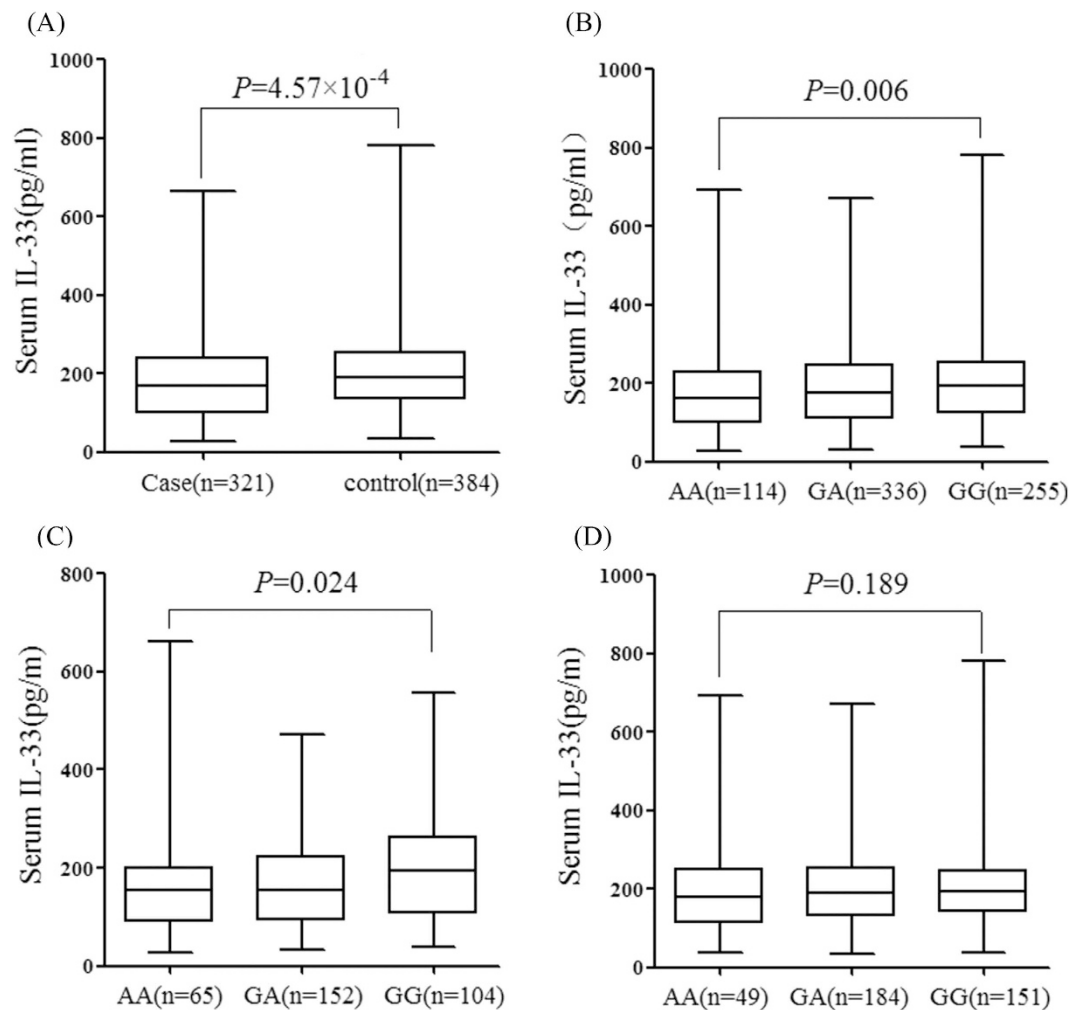 (A)
P=4.57×10⁻⁴
Serum IL-33(pg/ml)
1000
800
600
400
200
0
Case(n=321) control(n=384)
(B)
P=0.006
Serum IL-33（pg/ml）
1000
800
600
400
200
0
AA(n=114) GA(n=336) GG(n=255)
(C)
P=0.024
Serum IL-33(pg/m)
800
600
400
200
0
AA(n=65) GA(n=152) GG(n=104)
(D)
P=0.189
Serum IL-33(pg/m)
1000
800
600
400
200
0
AA(n=49) GA(n=184) GG(n=151)